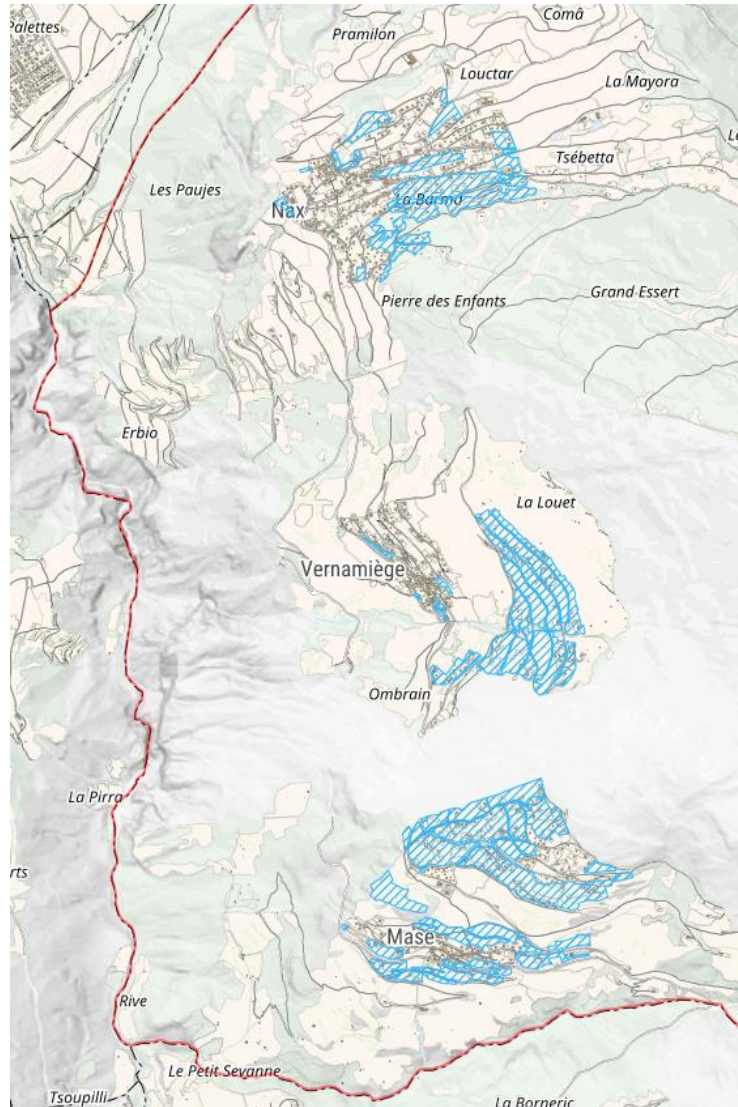 Comâ
Palettes
Pramilon
Louctar
La Mayora
Tsébetta
Les Paujes
La Barma
Nax
Grand Essert
Pierre des Enfants
Erbio
La Louet
Vernamiège
Ombrain
La Pirra
rts
Mase
Rive
Le Petit Sevanne
Tsoupilli
La Borneric